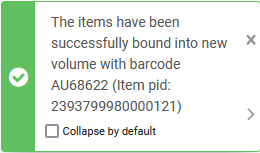 The items have been
successfully bound into new
volume with barcode
AU68622 (Item pid:
2393799980000121)
Collapse by default